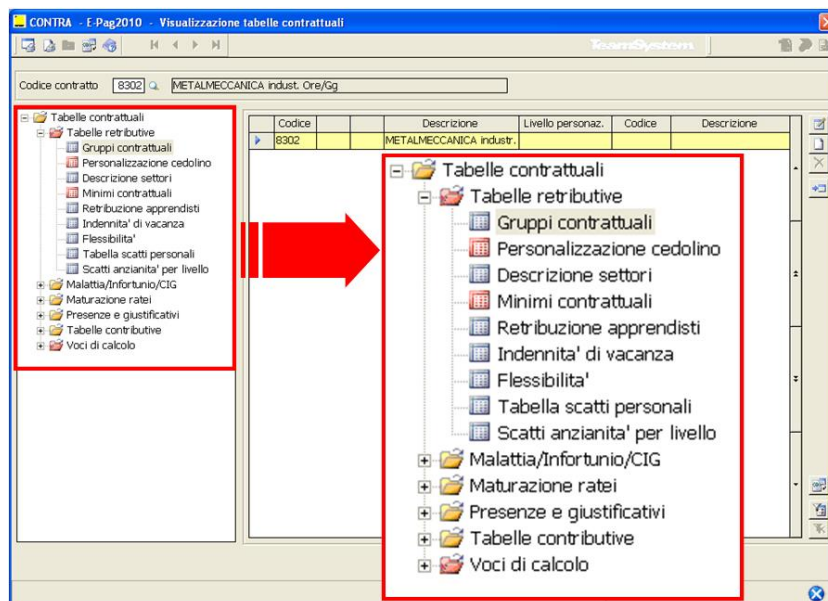 CONTRA - E-Pag2010 - Visualizzazione tabelle contrattuali
TeamSystem
Codice contratto 8302 METALMECCANICA indust. Ore/Gg
Tabelle contrattuali
Tabelle retributive
Gruppi contrattuali
Personalizzazione cedolino
Descrizione settori
Minimi contrattuali
Retribuzione apprendisti
Indennita' di vacanza
Flessibilita'
Tabella scatti personali
Scatti anzianita' per livello
Malattia/Infortunio/CIG
Maturazione ratei
Presenze e giustificativi
Tabelle contributive
Voci di calcolo
Codice Descrizione Livello personaz. Codice Descrizione
8302 METALMECCANICA industr.
Tabelle contrattuali
Tabelle retributive
Gruppi contrattuali
Personalizzazione cedolino
Descrizione settori
Minimi contrattuali
Retribuzione apprendisti
Indennita' di vacanza
Flessibilita'
Tabella scatti personali
Scatti anzianita' per livello
Malattia/Infortunio/CIG
Maturazione ratei
Presenze e giustificativi
Tabelle contributive
Voci di calcolo